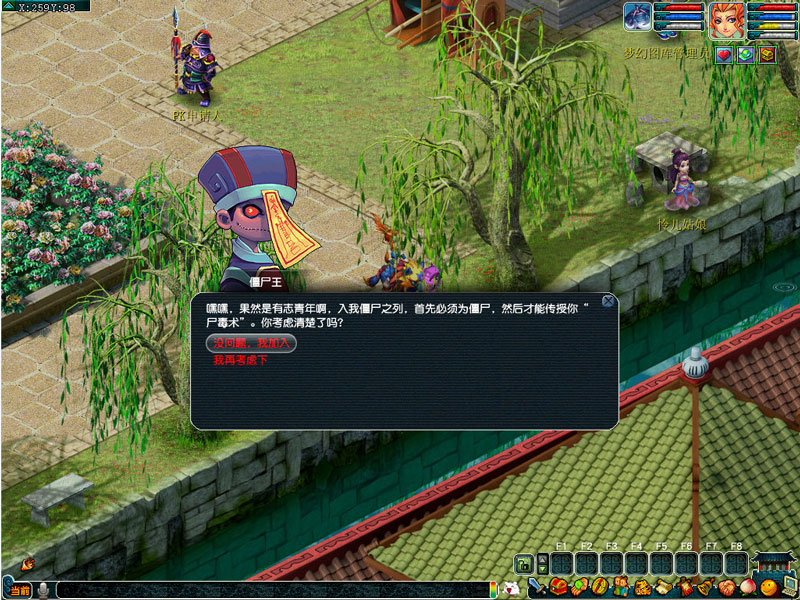 X:259Y:98
梦幻图库管理员
PK申请人
怜儿姑娘
僵尸王
嘿嘿，果然是有志青年啊，入我僵尸之列，首先必须为僵尸，然后才能传授你“
尸毒术”。你考虑清楚了吗？
没问题，我加入
我再考虑下
F1 F2 F3 F4 F5 F6 F7 F8
当前